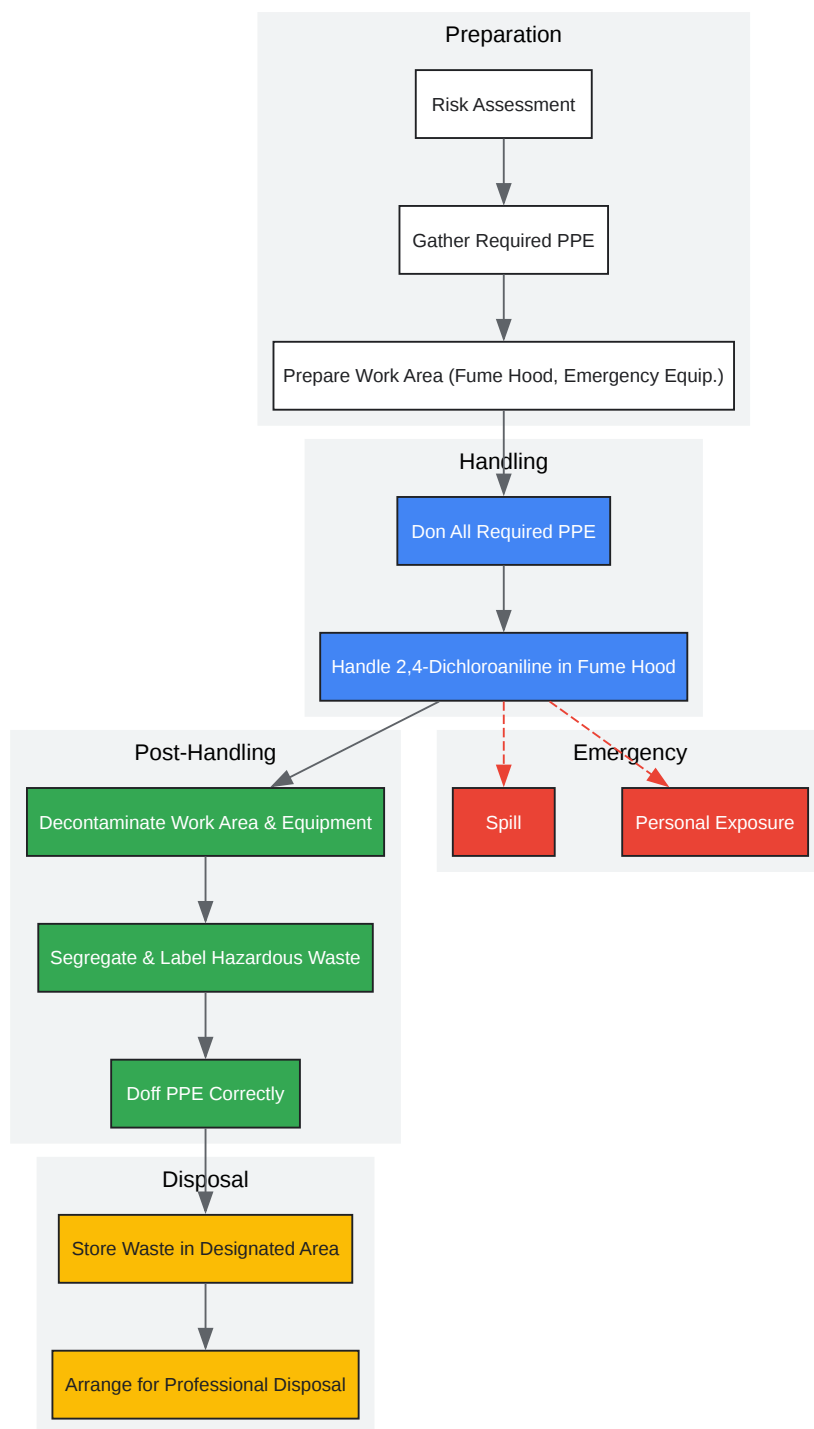 Preparation
Risk Assessment
Gather Required PPE
Prepare Work Area (Fume Hood, Emergency Equip.)
Handling
Don All Required PPE
Handle 2,4-Dichloroaniline in Fume Hood
Post-Handling
Emergency
Decontaminate Work Area & Equipment
Spill
Personal Exposure
Segregate & Label Hazardous Waste
Doff PPE Correctly
Disposal
Store Waste in Designated Area
Arrange for Professional Disposal